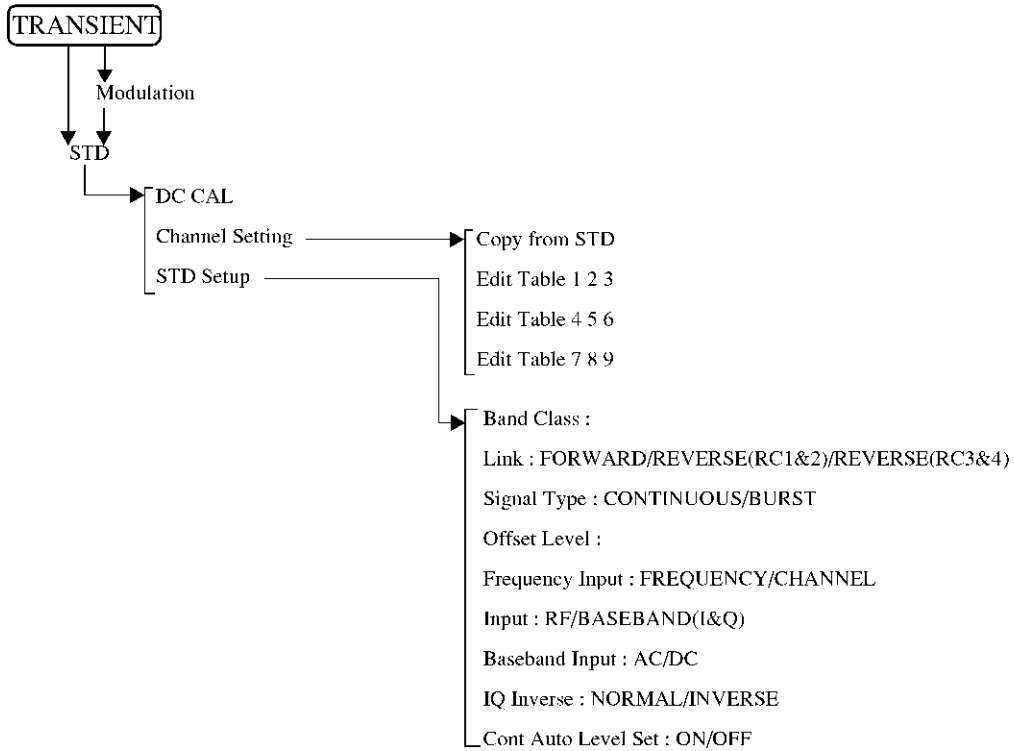 TRANSIENT
Modulation
STD
DC CAL
Channel Setting
STD Setup
Copy from STD
Edit Table 1 2 3
Edit Table 4 5 6
Edit Table 7 8 9
Band Class :
Link : FORWARD/REVERSE(RC1&2)/REVERSE(RC3&4)
Signal Type : CONTINUOUS/BURST
Offset Level :
Frequency Input : FREQUENCY/CHANNEL
Input : RF/BASEBAND(I&Q)
Baseband Input : AC/DC
IQ Inverse : NORMAL/INVERSE
Cont Auto Level Set : ON/OFF